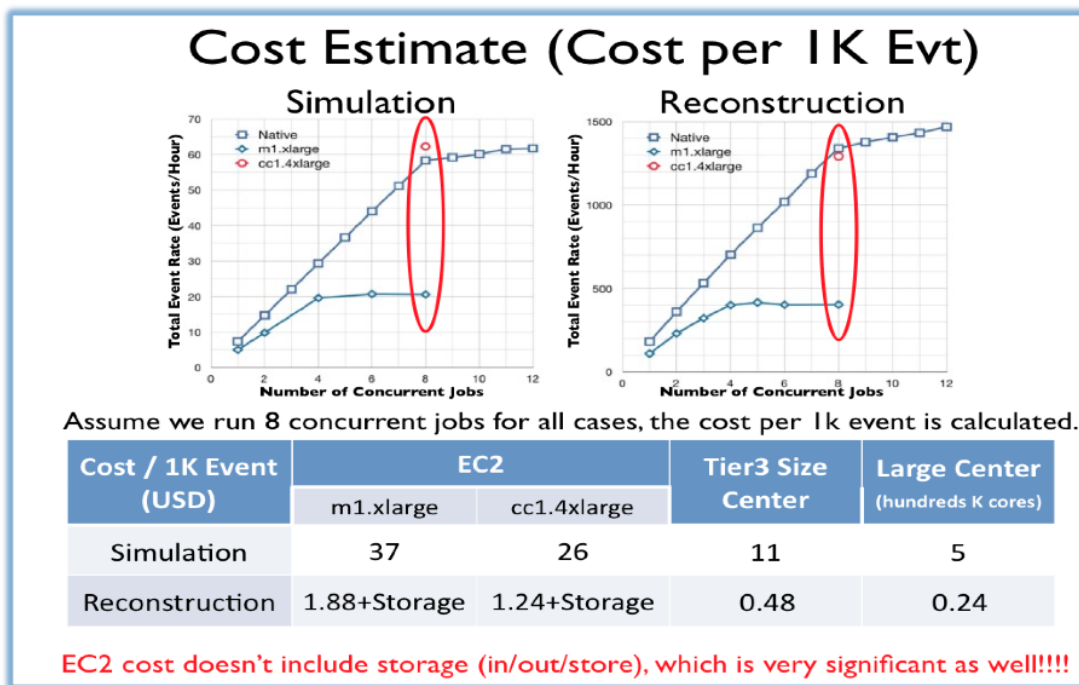 Cost Estimate (Cost per 1K Evt)
Simulation
Total Event Rate (Events/Hour)
70
60
50
40
30
20
10
0
Native
m1.xlarge
cc1.4xlarge
0 2 4 6 8 10 12
Number of Concurrent Jobs
Reconstruction
Total Event Rate (Events/Hour)
1500
1000
500
0
Native
m1.xlarge
cc1.4xlarge
0 2 4 6 8 10 12
Number of Concurrent Jobs
Assume we run 8 concurrent jobs for all cases, the cost per 1k event is calculated.
Cost / 1K Event
(USD)
EC2
m1.xlarge cc1.4xlarge
Tier3 Size
Center
Large Center
(hundreds K cores)
Simulation 37 26 11 5
Reconstruction 1.88+Storage 1.24+Storage 0.48 0.24
EC2 cost doesn't include storage (in/out/store), which is very significant as well!!!!